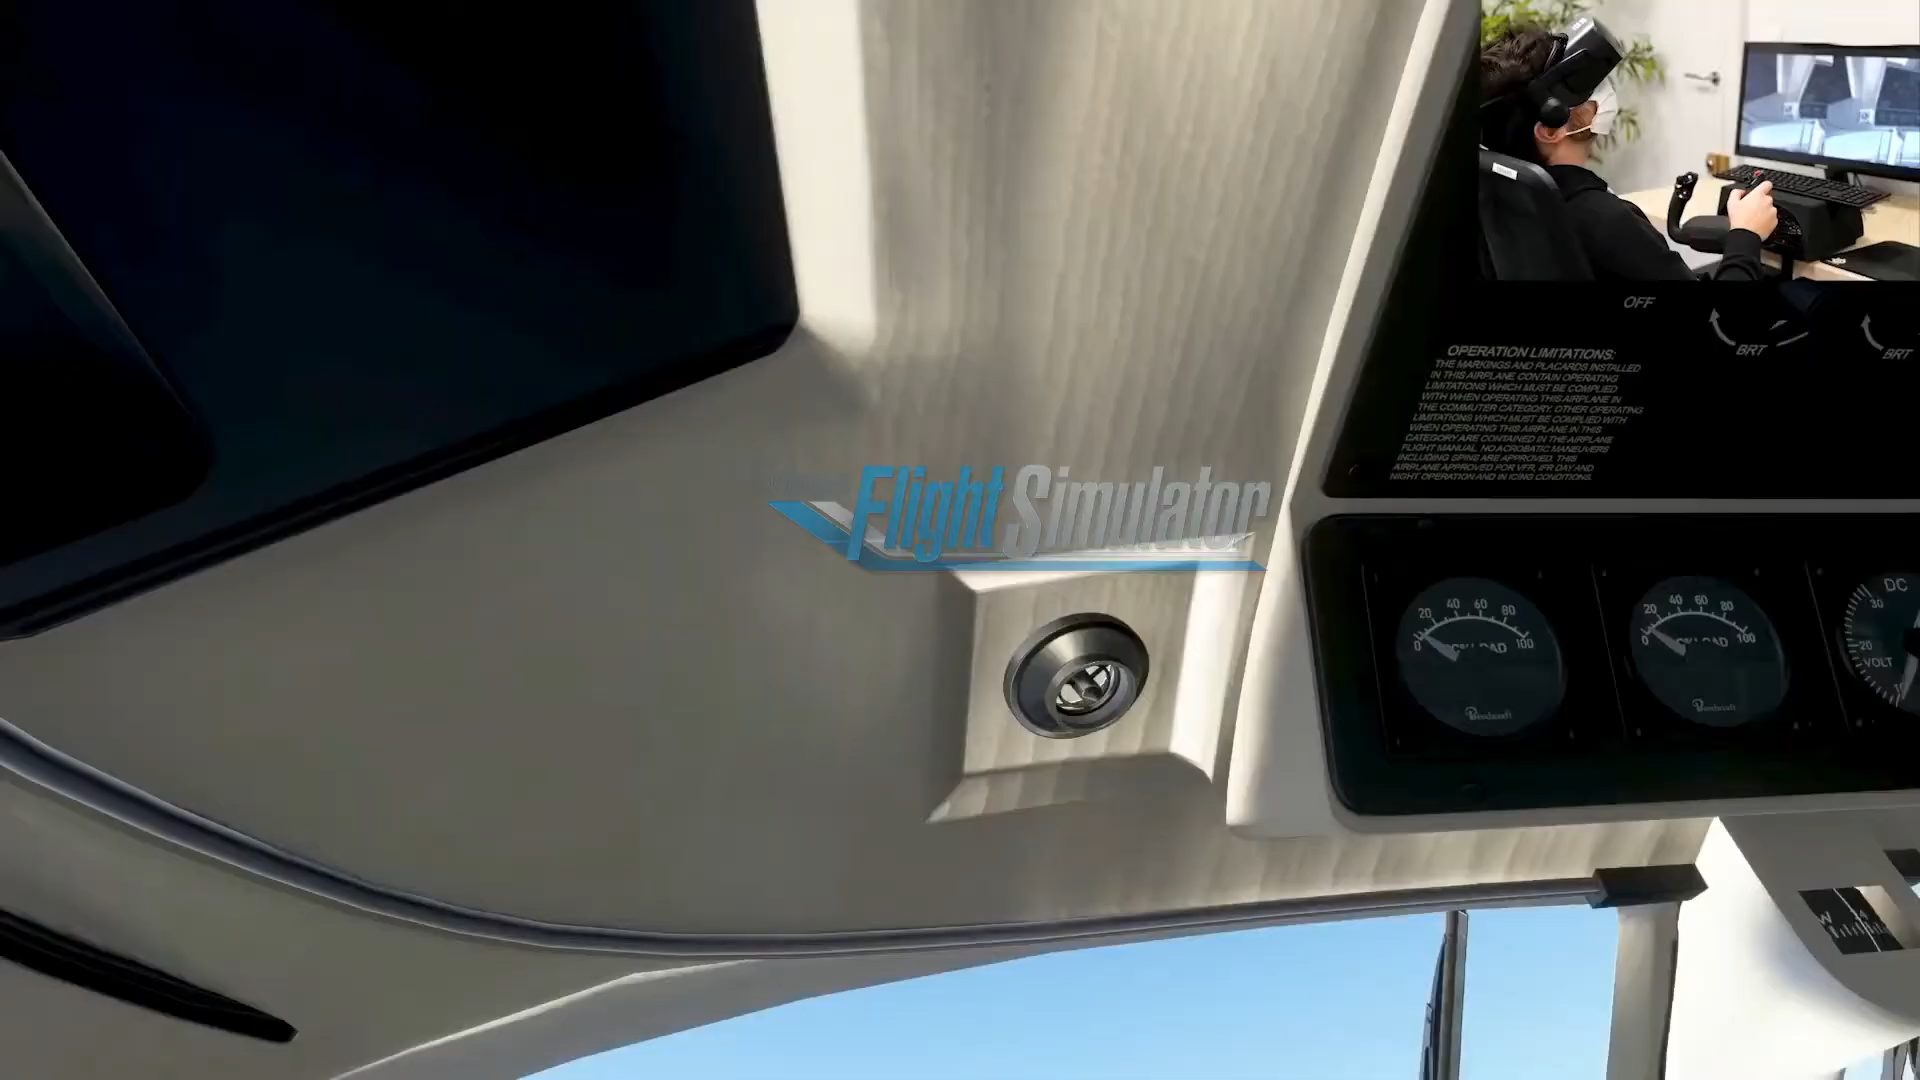 OFF
BRT
BRT
OPERATION LIMITATIONS:
THE MARKINGS AND PLACARDS INSTALLED
IN THIS AIRPLANE CONTAIN OPERATING
LIMITATIONS WHICH MUST BE COMPLIED
WITH WHEN OPERATING THIS AIRPLANE IN
THE COMMUTER CATEGORY. OTHER OPERATING
LIMITATIONS WHICH MUST BE COMPLIED WITH
WHEN OPERATING THIS AIRPLANE IN THIS
CATEGORY ARE CONTAINED IN THE AIRPLANE
FLIGHT MANUAL. NO ACROBATIC MANEUVERS
INCLUDING SPINS ARE APPROVED. THIS
AIRPLANE APPROVED FOR VFR, IFR DAY AND
NIGHT OPERATION AND IN ICING CONDITIONS.
Flight Simulator
0 20 40 60 80 100
LOAD
Beechcraft
0 20 40 60 80 100
LOAD
Beechcraft
DC
30
20
VOLT
W